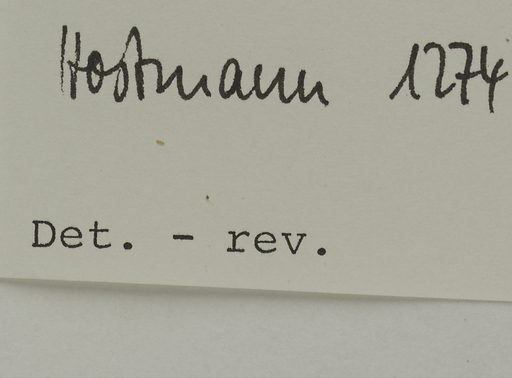 Hostmann 1274
Det. - rev.